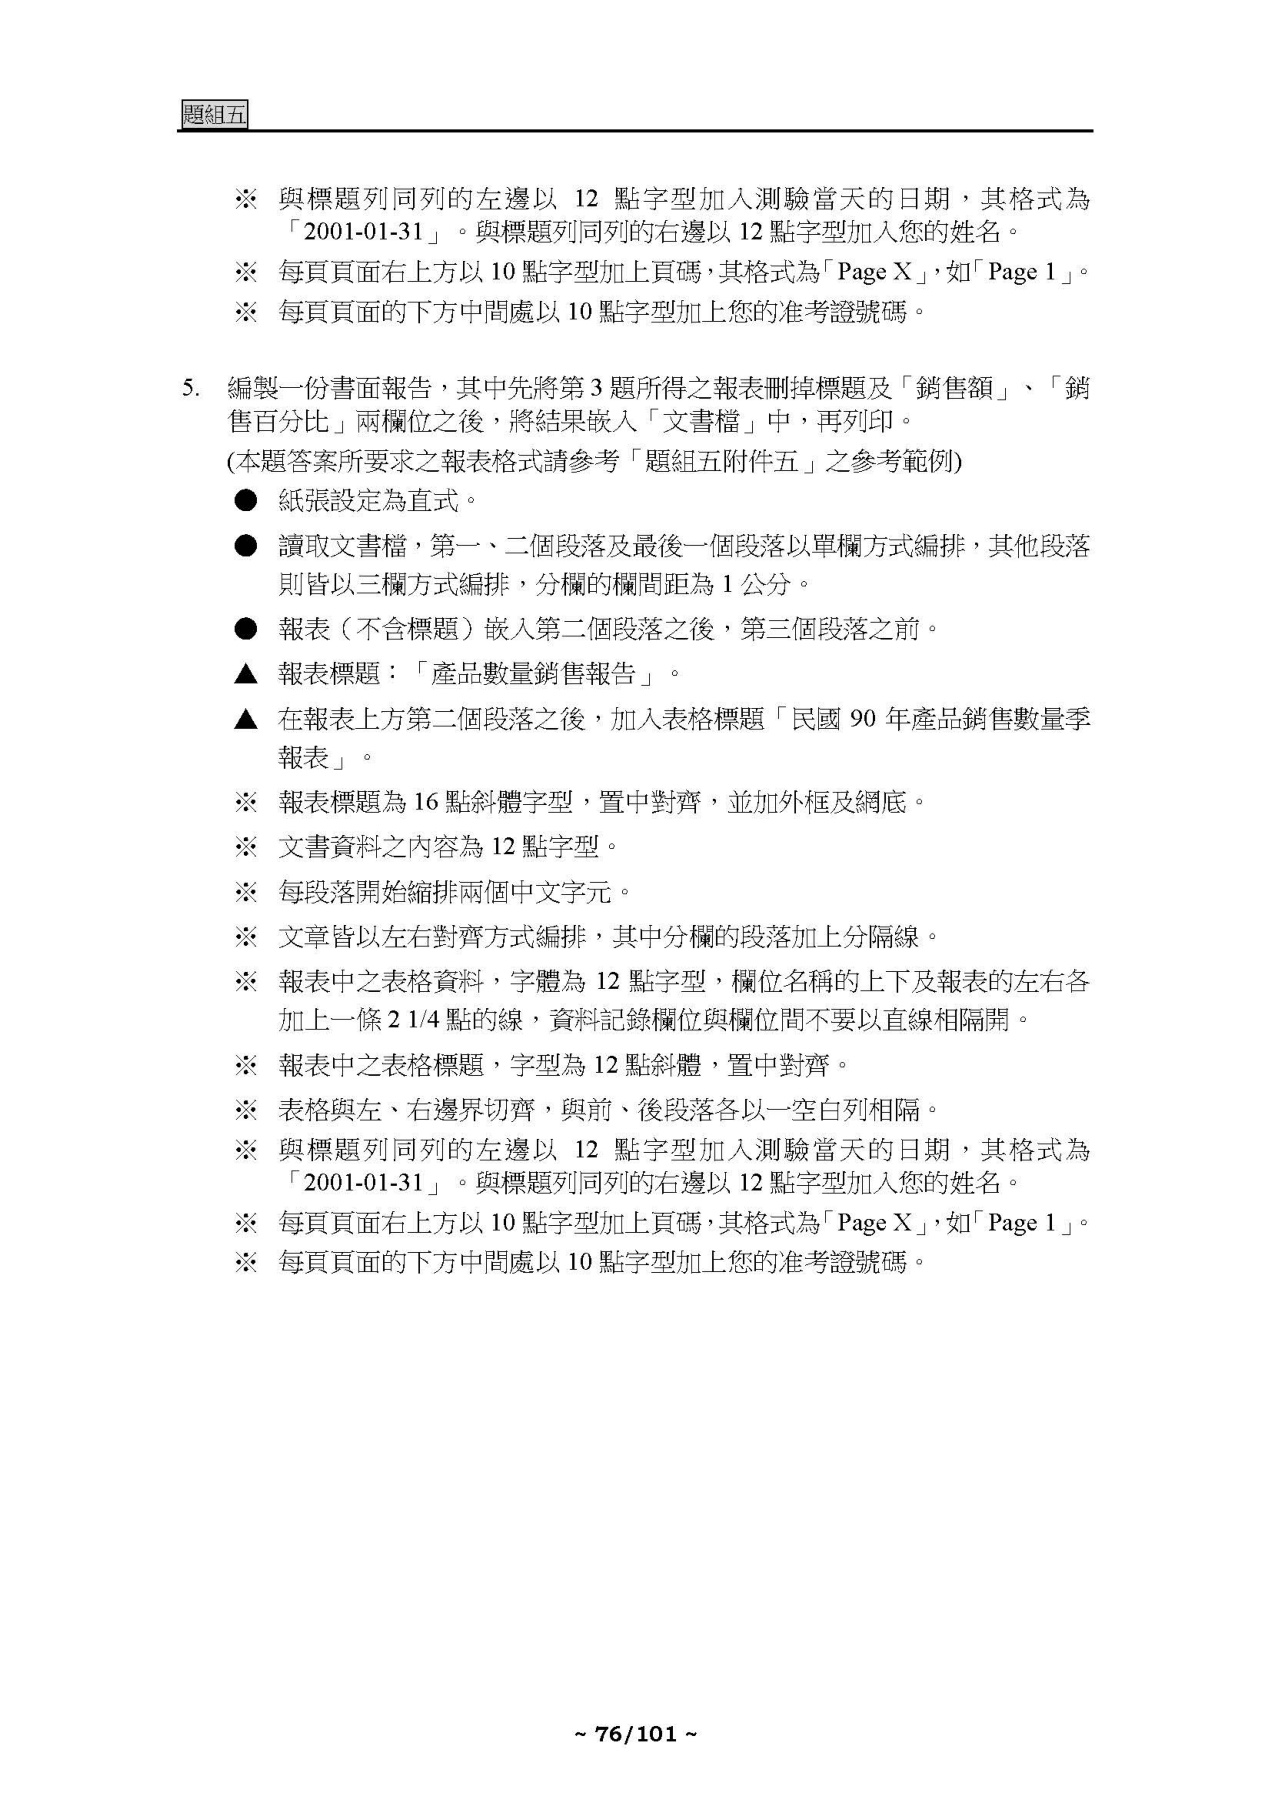 題組五
※ 與標題列同列的左邊以 12 點字型加入測驗當天的日期，其格式為
「2001-01-31」。與標題列同列的右邊以 12 點字型加入您的姓名。
※ 每頁頁面右上方以 10 點字型加上頁碼，其格式為「Page X」，如「Page 1」。
※ 每頁頁面的下方中間處以 10 點字型加上您的准考證號碼。
5. 編製一份書面報告，其中先將第 3 題所得之報表刪掉標題及「銷售額」、「銷
售百分比」兩欄位之後，將結果嵌入「文書檔」中，再列印。
(本題答案所要求之報表格式請參考「題組五附件五」之參考範例)
● 紙張設定為直式。
● 讀取文書檔，第一、二個段落及最後一個段落以單欄方式編排，其他段落
則皆以三欄方式編排，分欄的欄間距為 1 公分。
● 報表（不含標題）嵌入第二個段落之後，第三個段落之前。
▲ 報表標題：「產品數量銷售報告」。
▲ 在報表上方第二個段落之後，加入表格標題「民國 90 年產品銷售數量季
報表」。
※ 報表標題為 16 點斜體字型，置中對齊，並加外框及網底。
※ 文書資料之內容為 12 點字型。
※ 每段落開始縮排兩個中文字元。
※ 文章皆以左右對齊方式編排，其中分欄的段落加上分隔線。
※ 報表中之表格資料，字體為 12 點字型，欄位名稱的上下及報表的左右各
加上一條 2 1/4 點的線，資料記錄欄位與欄位間不要以直線相隔開。
※ 報表中之表格標題，字型為 12 點斜體，置中對齊。
※ 表格與左、右邊界切齊，與前、後段落各以一空白列相隔。
※ 與標題列同列的左邊以 12 點字型加入測驗當天的日期，其格式為
「2001-01-31」。與標題列同列的右邊以 12 點字型加入您的姓名。
※ 每頁頁面右上方以 10 點字型加上頁碼，其格式為「Page X」，如「Page 1」。
※ 每頁頁面的下方中間處以 10 點字型加上您的准考證號碼。
~ 76/101 ~